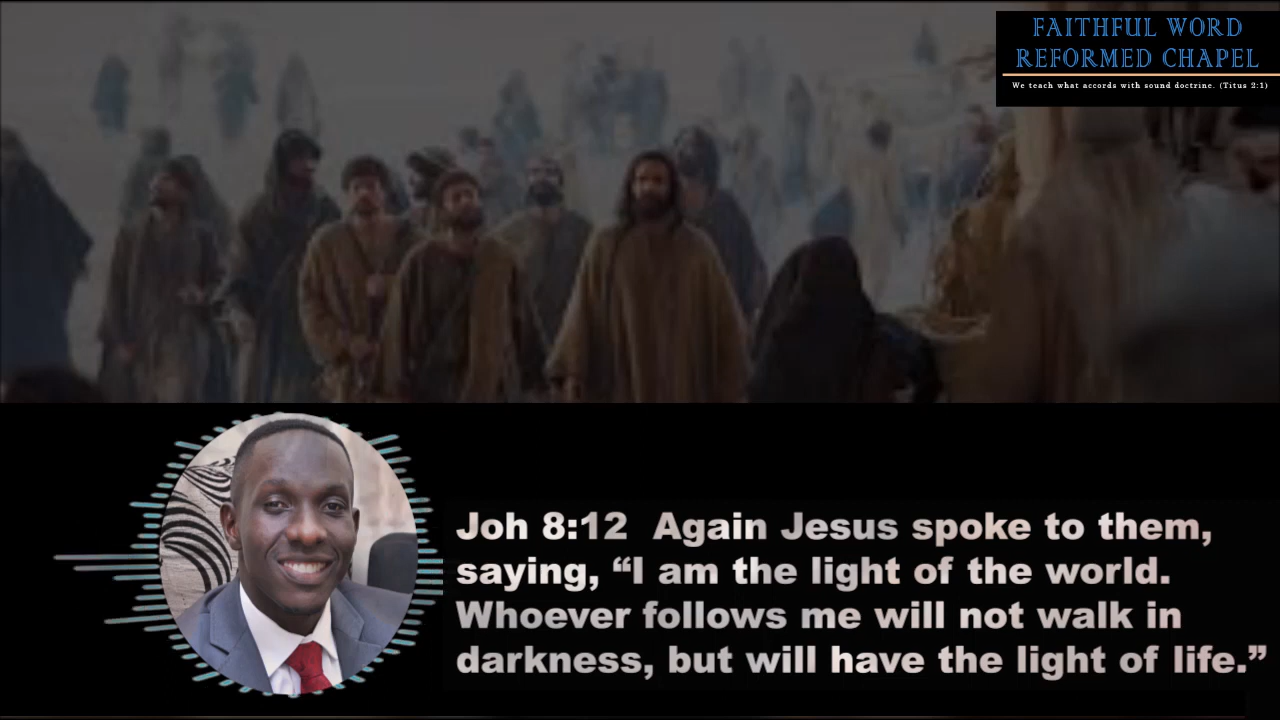 FAITHFUL WORD
REFORMED CHAPEL
We teach what accords with sound doctrine. (Titus 2:1)
Joh 8:12  Again Jesus spoke to them,
saying, “I am the light of the world.
Whoever follows me will not walk in
darkness, but will have the light of life.”